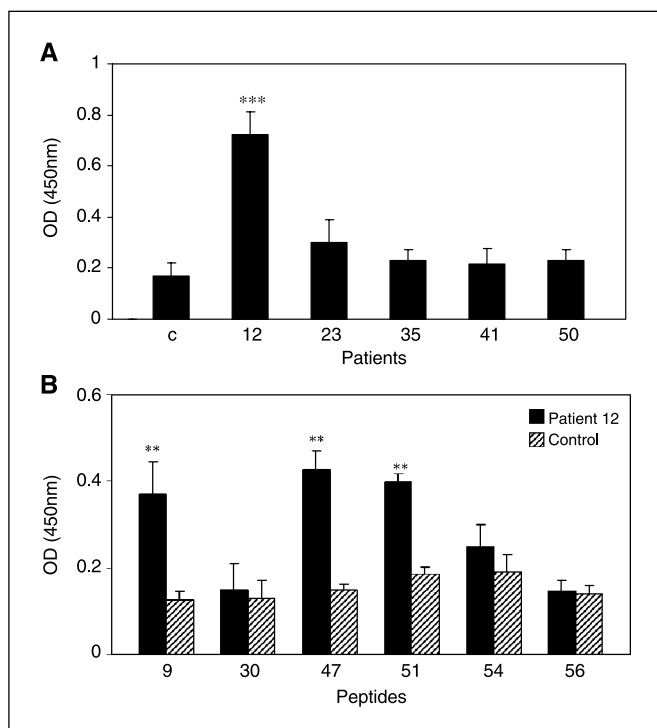 A
1
0.8
0.6
0.4
0.2
0
OD (450nm)
***
c 12 23 35 41 50
Patients
B
0.6
0.4
0.2
0
OD (450nm)
** ** **
Patient 12
Control
9 30 47 51 54 56
Peptides